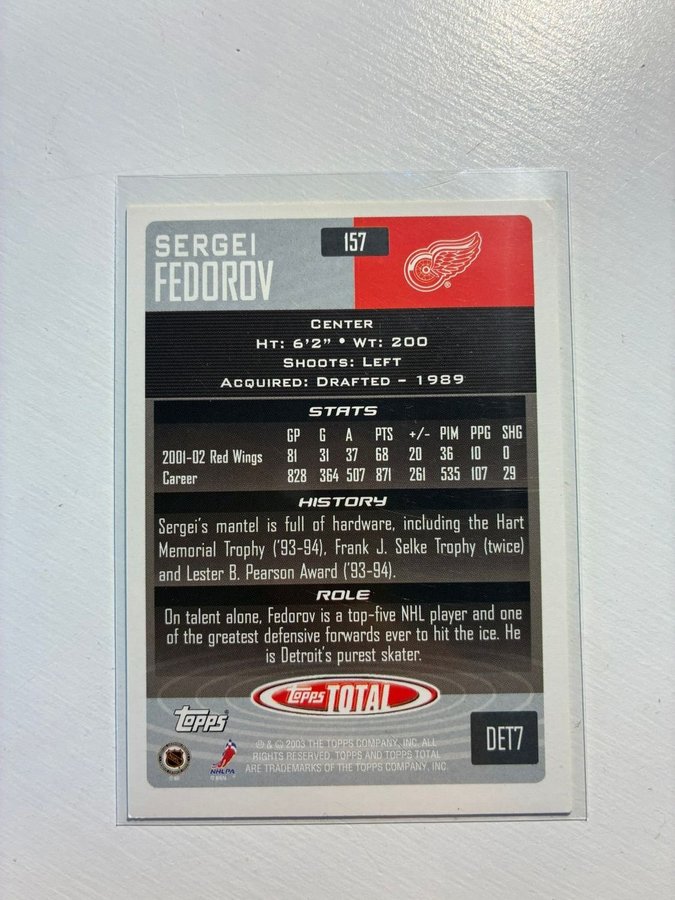 SERGEI
FEDOROV
157
®
CENTER
HT: 6'2" • WT: 200
SHOOTS: LEFT
ACQUIRED: DRAFTED – 1989
STATS
GP G A PTS +/- PIM PPG SHG
2001-02 Red Wings 81 31 37 68 20 36 10 0
Career 828 364 507 871 261 535 107 29
HISTORY
Sergei's mantel is full of hardware, including the Hart
Memorial Trophy ('93-94), Frank J. Selke Trophy (twice)
and Lester B. Pearson Award ('93-94).
ROLE
On talent alone, Fedorov is a top-five NHL player and one
of the greatest defensive forwards ever to hit the ice. He
is Detroit's purest skater.
Topps TOTAL
Topps®
DET7
NHLPA
® & © 2003 THE TOPPS COMPANY, INC. ALL
RIGHTS RESERVED. TOPPS AND TOPPS TOTAL
ARE TRADEMARKS OF THE TOPPS COMPANY, INC.